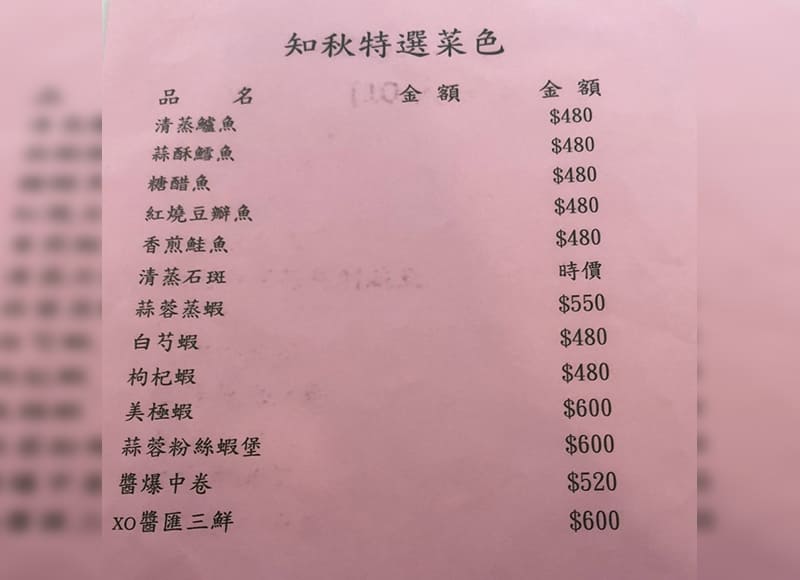 知秋特選菜色
品 名 金 額 金 額
清蒸鱸魚 $480
蒜酥鱈魚 $480
糖醋魚 $480
紅燒豆瓣魚 $480
香煎鮭魚 $480
清蒸石斑 時價
蒜蓉蒸蝦 $550
白芍蝦 $480
枸杞蝦 $480
美極蝦 $600
蒜蓉粉絲蝦堡 $600
醬爆中卷 $520
XO醬匯三鮮 $600